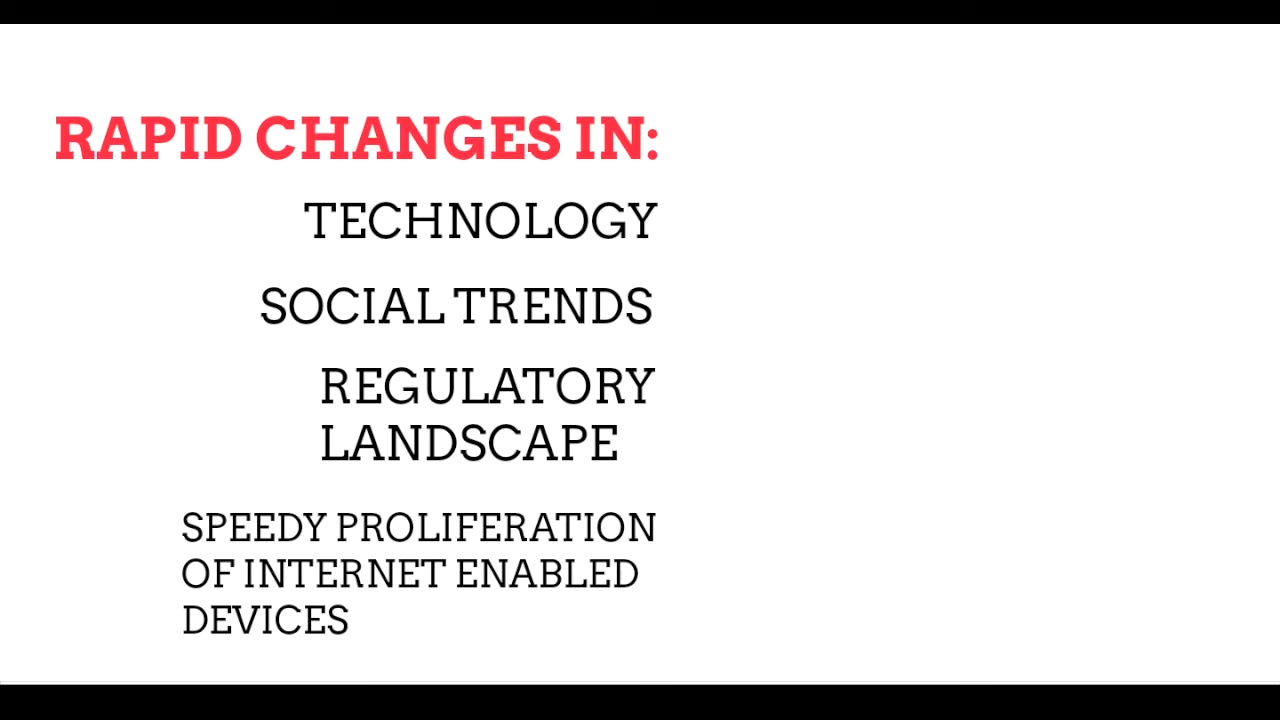 RAPID CHANGES IN:
TECHNOLOGY
SOCIAL TRENDS
REGULATORY
LANDSCAPE
SPEEDY PROLIFERATION
OF INTERNET ENABLED
DEVICES